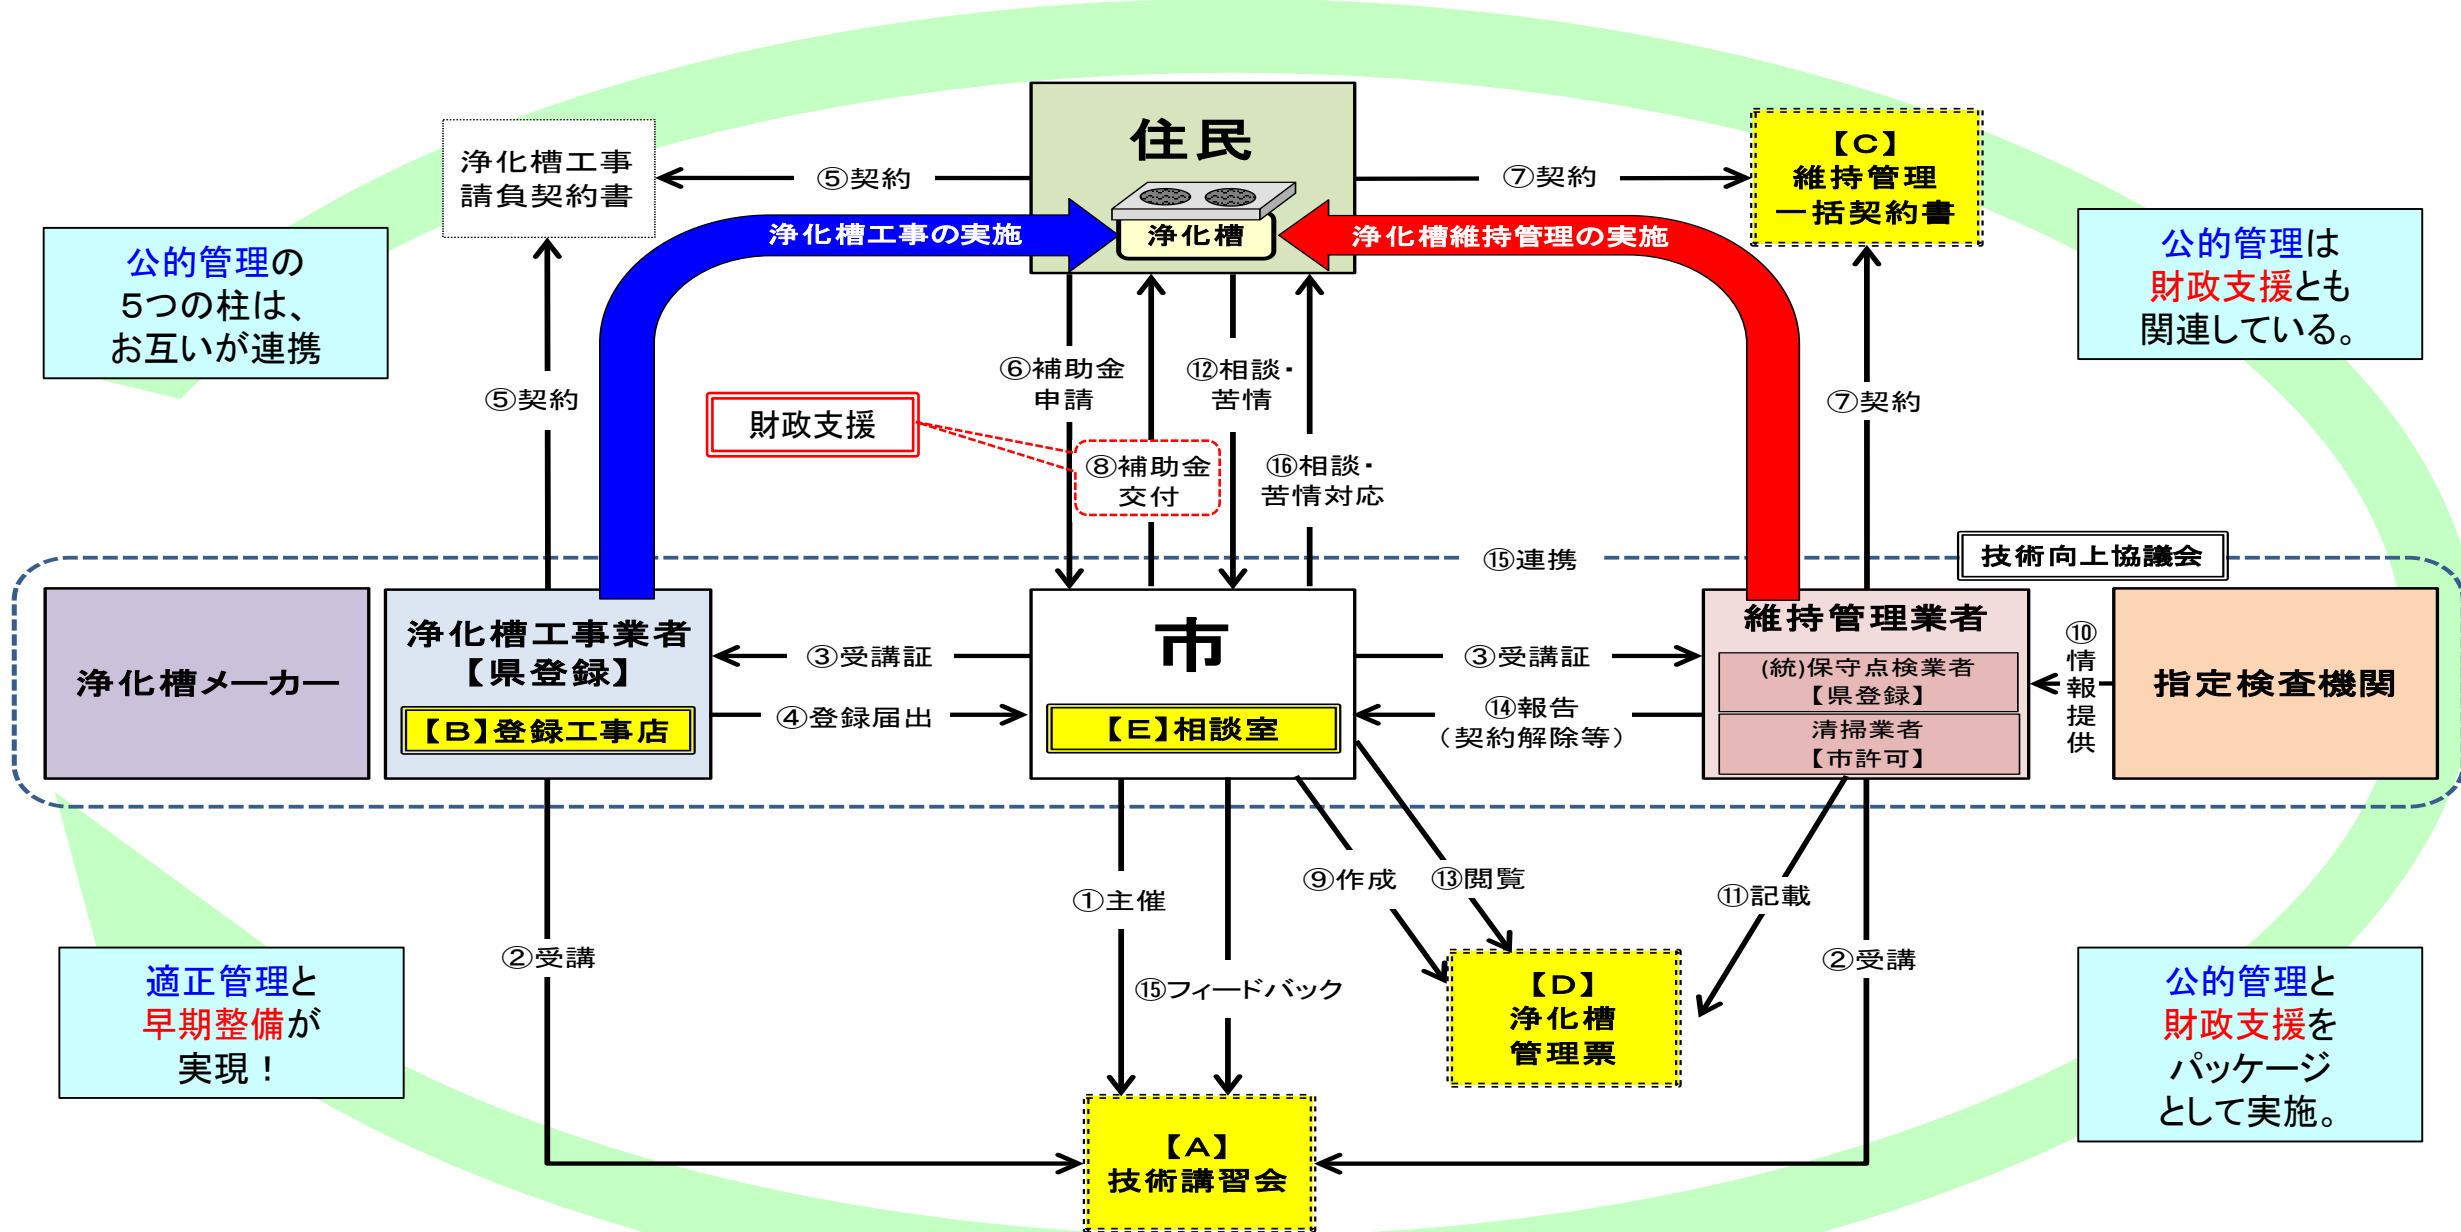 住民
浄化槽
浄化槽工事
請負契約書
⑤契約
⑦契約
【C】
維持管理
一括契約書
浄化槽工事の実施
浄化槽維持管理の実施
公的管理の
5つの柱は、
お互いが連携
公的管理は
財政支援とも
関連している。
⑤契約
⑥補助金
申請
⑫相談・
苦情
⑦契約
財政支援
⑧補助金
交付
⑯相談・
苦情対応
⑮連携
技術向上協議会
浄化槽メーカー
浄化槽工事業者
【県登録】
【B】登録工事店
③受講証
④登録届出
市
【E】相談室
③受講証
⑭報告
(契約解除等)
維持管理業者
(統)保守点検業者
【県登録】
清掃業者
【市許可】
⑩
情
報
提
供
指定検査機関
①主催
⑨作成
⑬閲覧
⑪記載
②受講
⑮フィードバック
②受講
適正管理と
早期整備が
実現!
【D】
浄化槽
管理票
公的管理と
財政支援を
パッケージ
として実施。
【A】
技術講習会